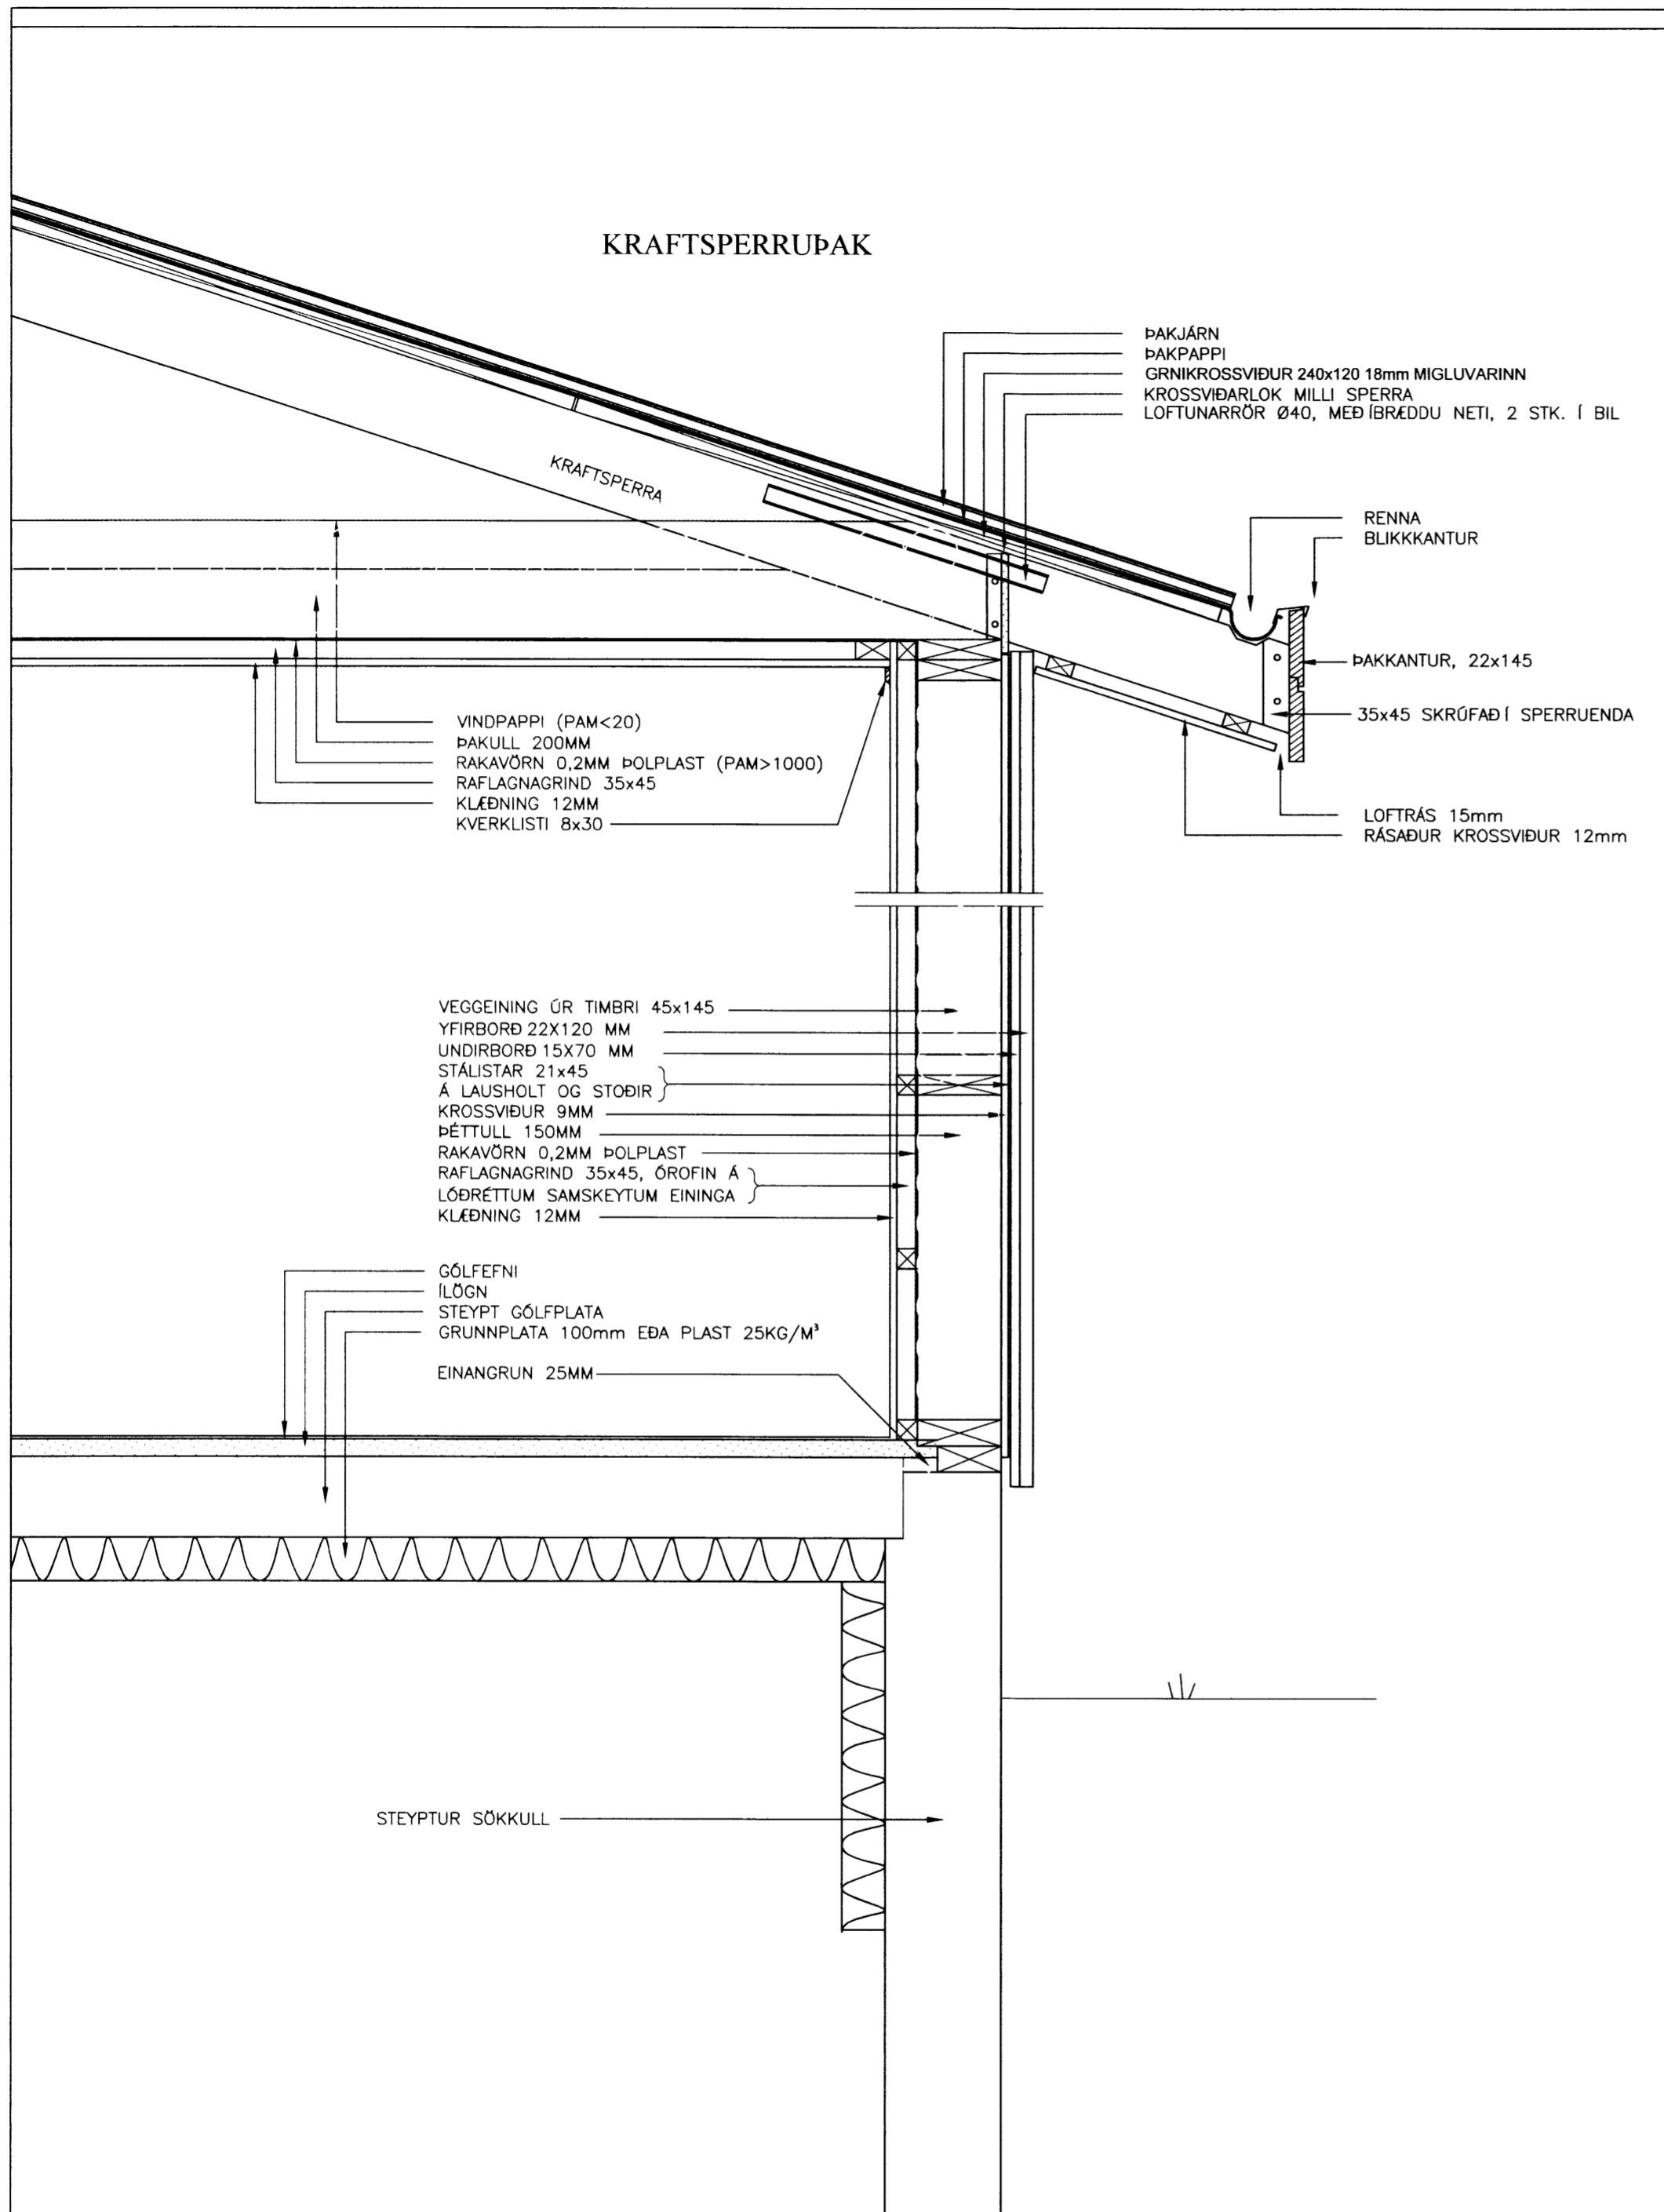 KRAFTSPERRUÞAK
ÞAKJÁRN
ÞAKPAPPI
GRNIKROSSVIÐUR 240x120 18mm MIGLUVARINN
KROSSVIÐARLOK MILLI SPERRA
LOFTUNARRÖR Ø40, MEÐ ÍBRÆDDU NETI, 2 STK. Í BIL
KRAFTSPERRA
RENNA
BLIKKKANTUR
ÞAKKANTUR, 22x145
35x45 SKRÚFAÐ Í SPERRUENDA
VINDPAPPI (PAM<20)
ÞAKULL 200MM
RAKAVÖRN 0,2MM ÞOLPLAST (PAM>1000)
RAFLAGNAGRIND 35x45
KLÆÐNING 12MM
KVERKLISTI 8x30
LOFTRÁS 15mm
RÁSAÐUR KROSSVIÐUR 12mm
VEGGEINING ÚR TIMBRI 45x145
YFIRBORÐ 22X120 MM
UNDIRBORÐ 15X70 MM
STÁLISTAR 21x45
Á LAUSHOLT OG STOÐIR
KROSSVIÐUR 9MM
ÞÉTTULL 150MM
RAKAVÖRN 0,2MM ÞOLPLAST
RAFLAGNAGRIND 35x45, ÓROFIN Á
LÓÐRÉTTUM SAMSKEYTUM EININGA
KLÆÐNING 12MM
GÓLFEFNI
ÍLÖGN
STEYPT GÓLFPLATA
GRUNNPLATA 100mm EÐA PLAST 25KG/M³
EINANGRUN 25MM
STEYPTUR SÖKKULL